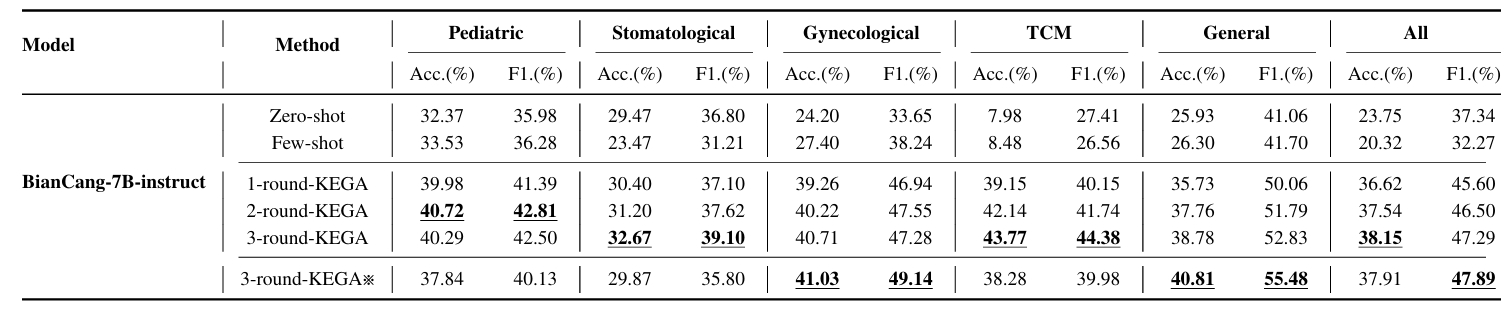 Model Method Pediatric Stomatological Gynecological TCM General All
Acc.(%) F1.(%) Acc.(%) F1.(%) Acc.(%) F1.(%) Acc.(%) F1.(%) Acc.(%) F1.(%) Acc.(%) F1.(%)
Zero-shot 32.37 35.98 29.47 36.80 24.20 33.65 7.98 27.41 25.93 41.06 23.75 37.34
Few-shot 33.53 36.28 23.47 31.21 27.40 38.24 8.48 26.56 26.30 41.70 20.32 32.27
BianCang-7B-instruct 1-round-KEGA 39.98 41.39 30.40 37.10 39.26 46.94 39.15 40.15 35.73 50.06 36.62 45.60
2-round-KEGA 40.72 42.81 31.20 37.62 40.22 47.55 42.14 41.74 37.76 51.79 37.54 46.50
3-round-KEGA 40.29 42.50 32.67 39.10 40.71 47.28 43.77 44.38 38.78 52.83 38.15 47.29
3-round-KEGA※ 37.84 40.13 29.87 35.80 41.03 49.14 38.28 39.98 40.81 55.48 37.91 47.89